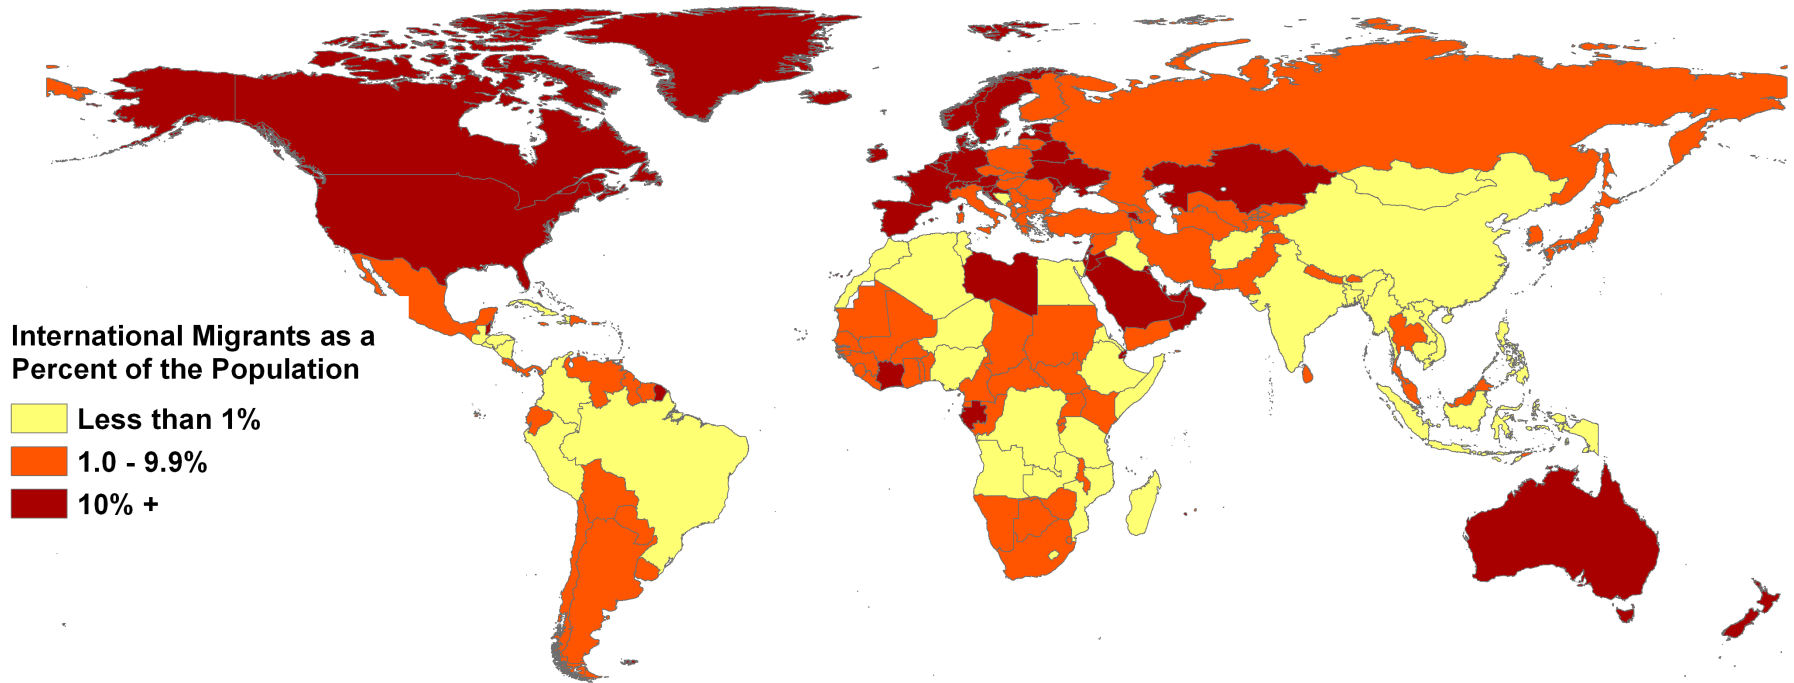 International Migrants as a
Percent of the Population
Less than 1%
1.0 - 9.9%
10% +